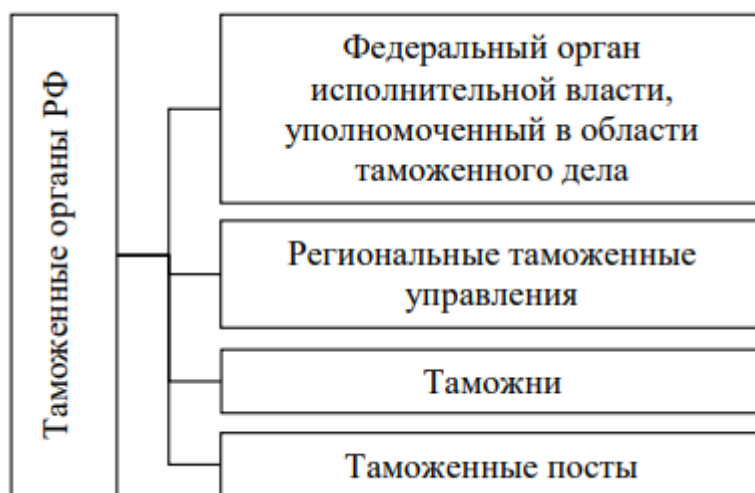 Таможенные органы РФ
Федеральный орган
исполнительной власти,
уполномоченный в области
таможенного дела
Региональные таможенные
управления
Таможни
Таможенные посты